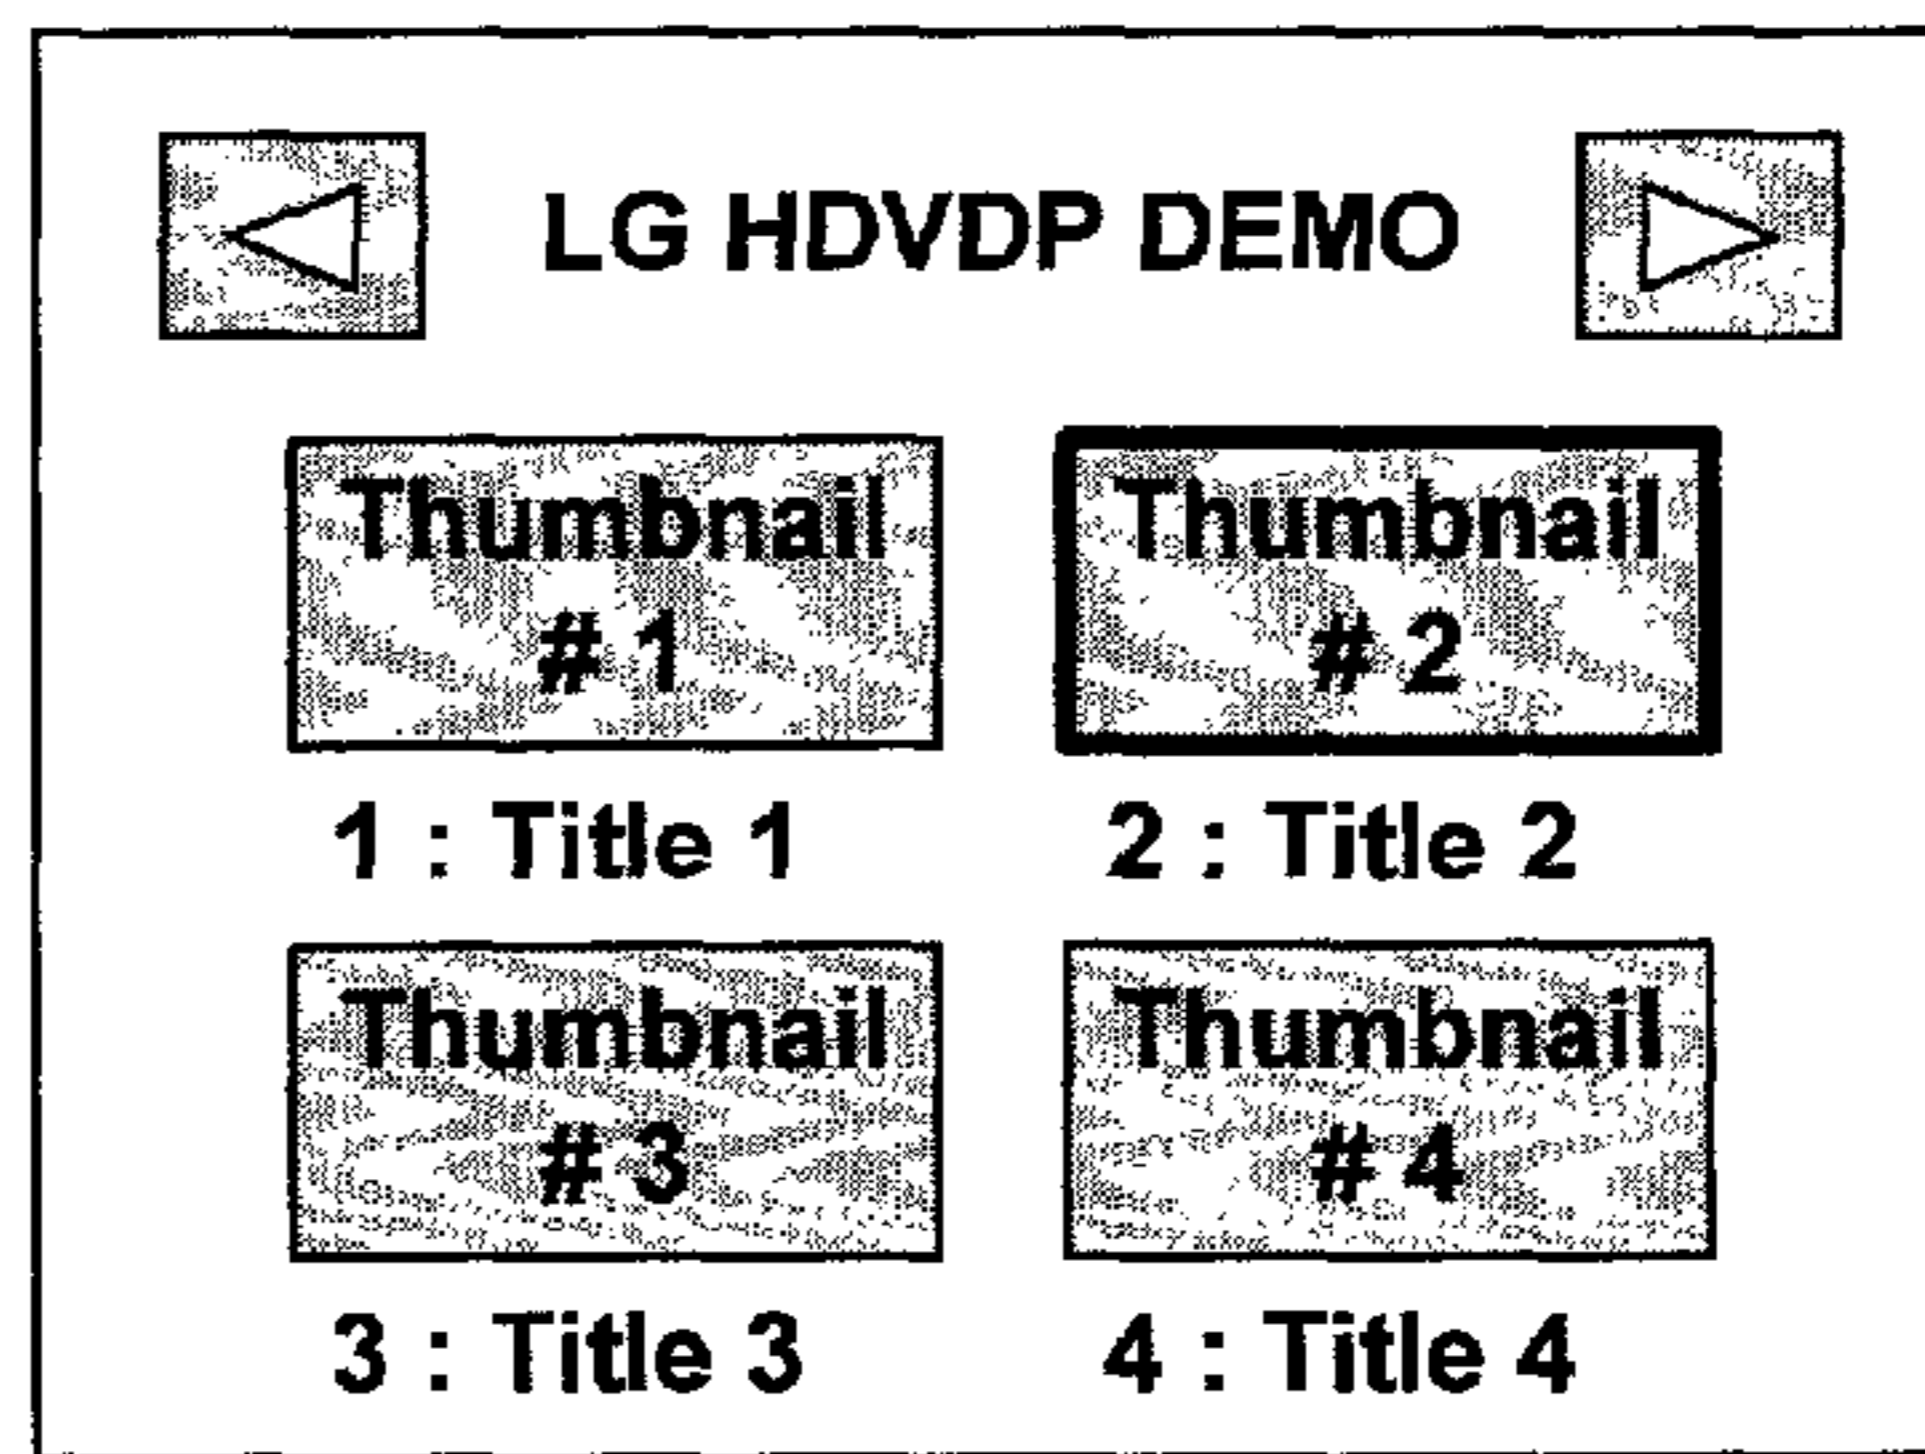 LG HDVDP DEMO
Thumbnail Thumbnail
# 1 # 2
1 : Title 1 2 : Title 2
Thumbnail Thumbnail
# 3 # 4
3 : Title 3 4 : Title 4